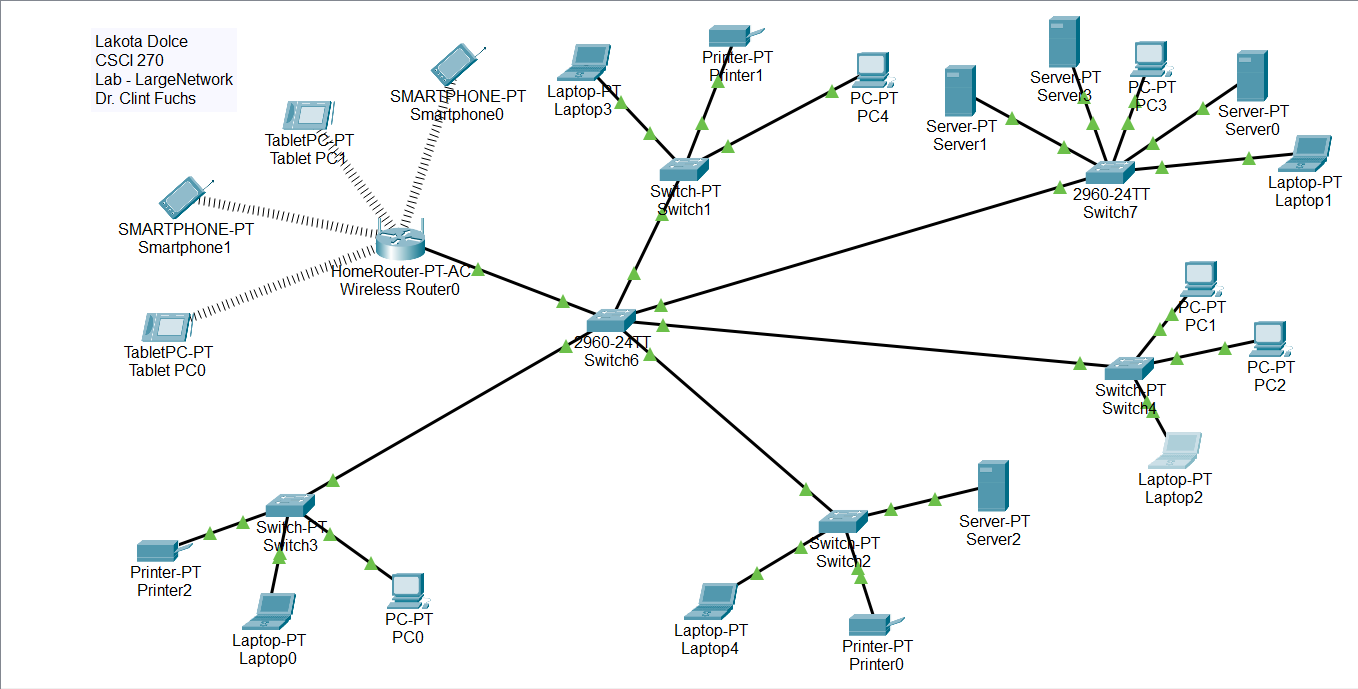 Lakota Dolce
CSCI 270
Lab - LargeNetwork
Dr. Clint Fuchs
SMARTPHONE-PT
Smartphone0
TabletPC-PT
Tablet PC1
SMARTPHONE-PT
Smartphone1
HomeRouter-PT-AC
Wireless Router0
TabletPC-PT
Tablet PC0
Laptop-PT
Laptop3
Printer-PT
Printer1
PC-PT
PC4
Switch-PT
Switch1
Server-PT
Server1
Server-PT
Server3
PC-PT
PC3
Server-PT
Server0
Laptop-PT
Laptop1
2960-24TT
Switch7
2960-24TT
Switch6
PC-PT
PC1
PC-PT
PC2
Switch-PT
Switch4
Laptop-PT
Laptop2
Switch-PT
Switch3
Printer-PT
Printer2
Laptop-PT
Laptop0
PC-PT
PC0
Switch-PT
Switch2
Server-PT
Server2
Laptop-PT
Laptop4
Printer-PT
Printer0